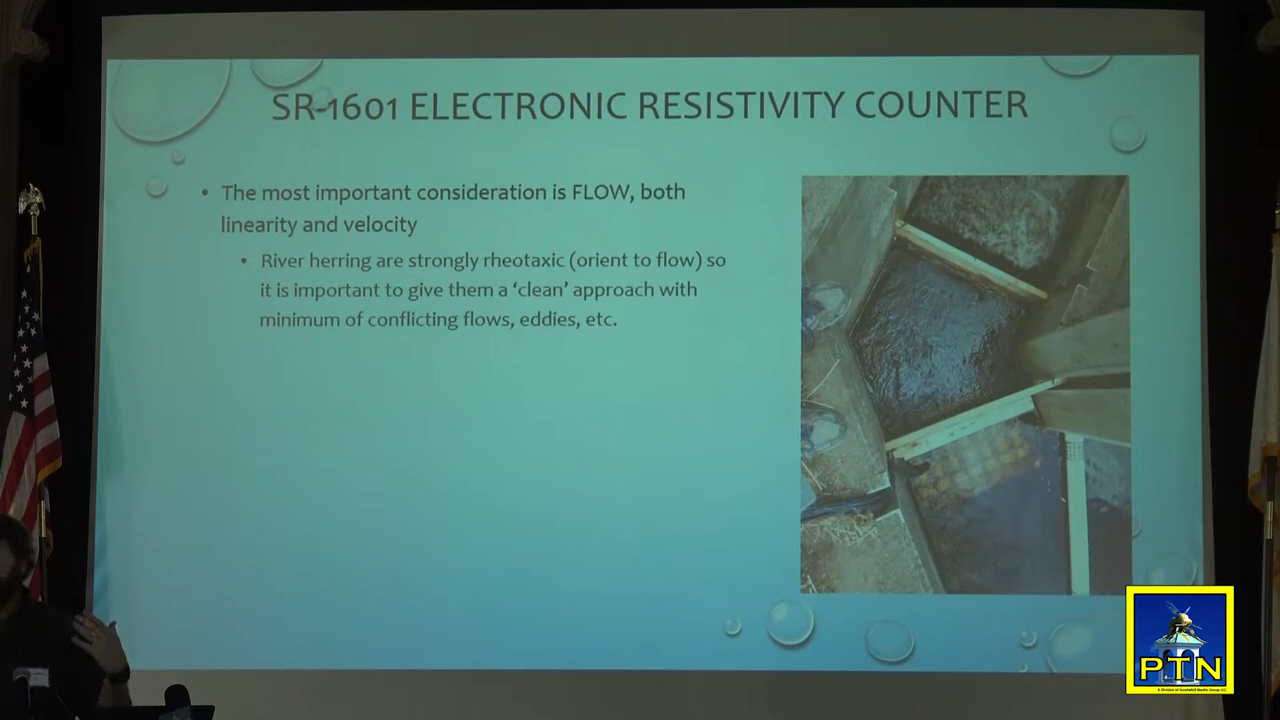 SR-1601 ELECTRONIC RESISTIVITY COUNTER
• The most important consideration is FLOW, both
linearity and velocity
• River herring are strongly rheotaxic (orient to flow) so
it is important to give them a ‘clean’ approach with
minimum of conflicting flows, eddies, etc.
PTN